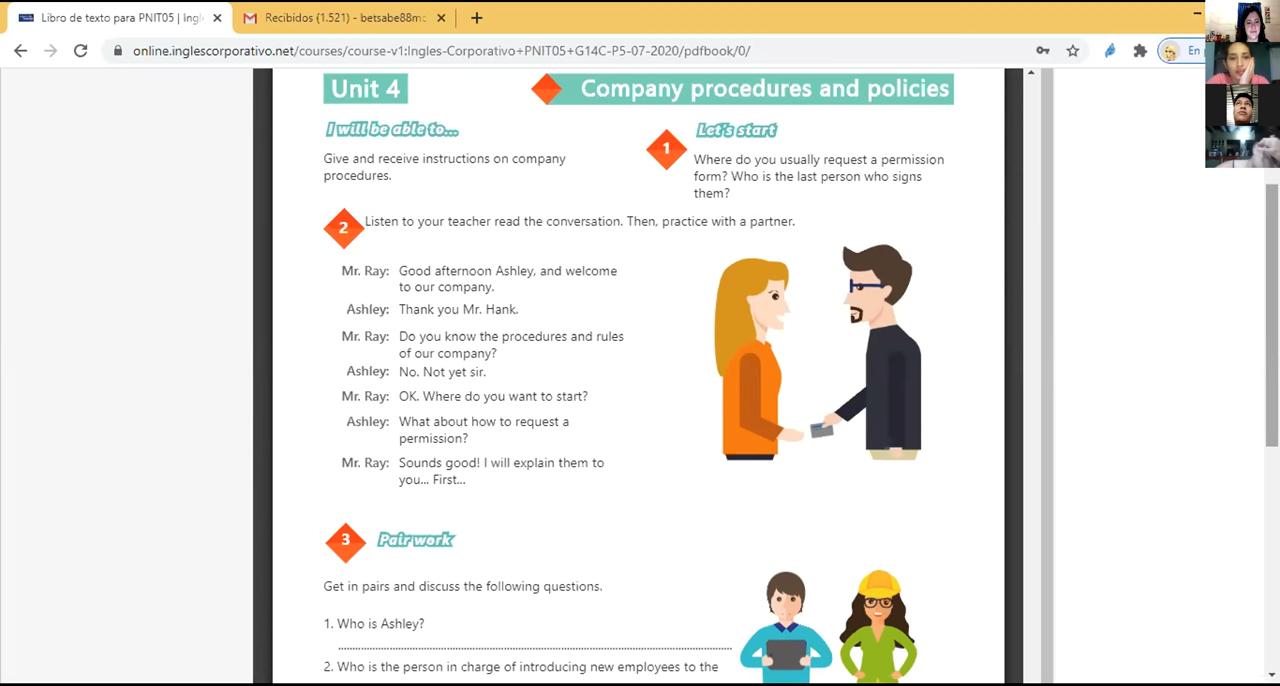 Libro de texto para PNIT05 | Ingl
Recibidos (1.521) - betsabe88mc
online.inglescorporativo.net/courses/course-v1:Ingles-Corporativo+PNIT05+G14C-P5-07-2020/pdfbook/0/
En p
Unit 4
Company procedures and policies
I will be able to...
Give and receive instructions on company
procedures.
1
Let's start
Where do you usually request a permission
form? Who is the last person who signs
them?
2
Listen to your teacher read the conversation. Then, practice with a partner.
Mr. Ray: Good afternoon Ashley, and welcome
to our company.
Ashley: Thank you Mr. Hank.
Mr. Ray: Do you know the procedures and rules
of our company?
Ashley: No. Not yet sir.
Mr. Ray: OK. Where do you want to start?
Ashley: What about how to request a
permission?
Mr. Ray: Sounds good! I will explain them to
you... First...
3
Pair work
Get in pairs and discuss the following questions.
1. Who is Ashley?
2. Who is the person in charge of introducing new employees to the